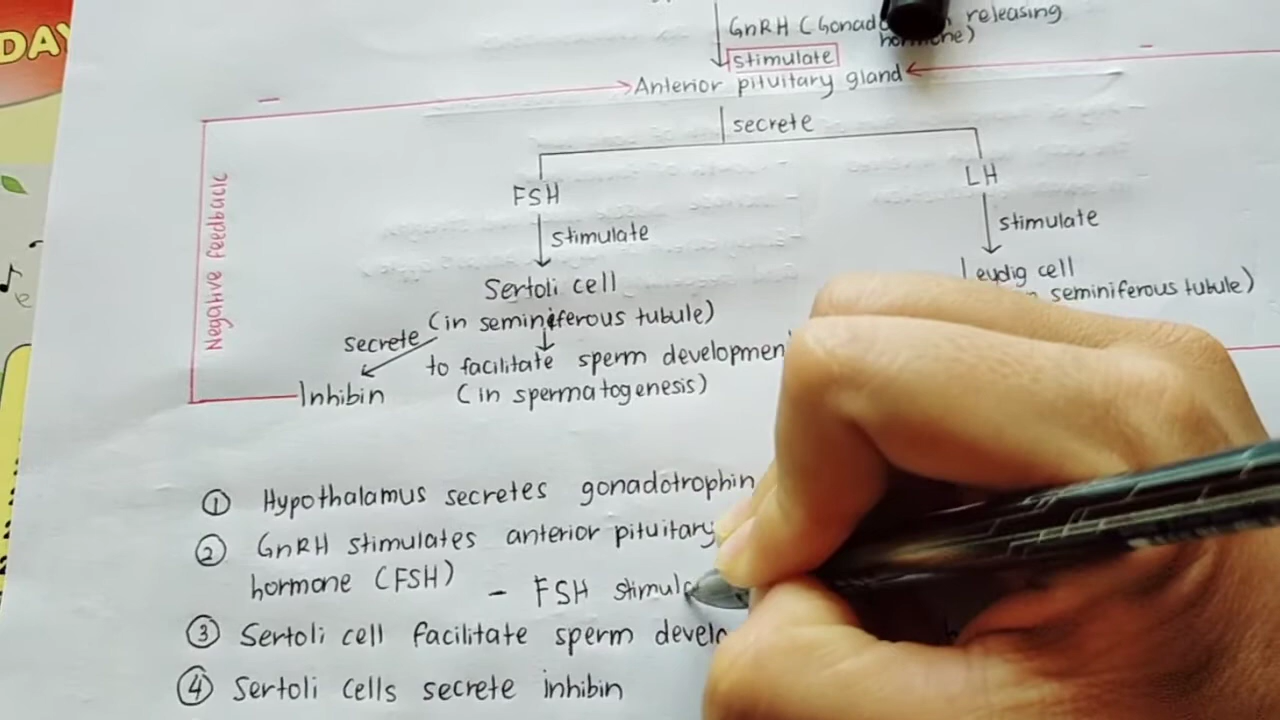 DAY
GnRH (Gonad releasing
hormone)
stimulate
Anterior pituitary gland
secrete
FSH
LH
stimulate
stimulate
Sertoli cell
Leydig cell
(in seminiferous tubule)
seminiferous tubule)
Negative feedback
secrete
to facilitate sperm development
(in spermatogenesis)
Inhibin
① Hypothalamus secretes gonadotrophin
② GnRH stimulates anterior pituitary
hormone (FSH) - FSH stimul
③ Sertoli cell facilitate sperm develo
④ Sertoli cells secrete inhibin